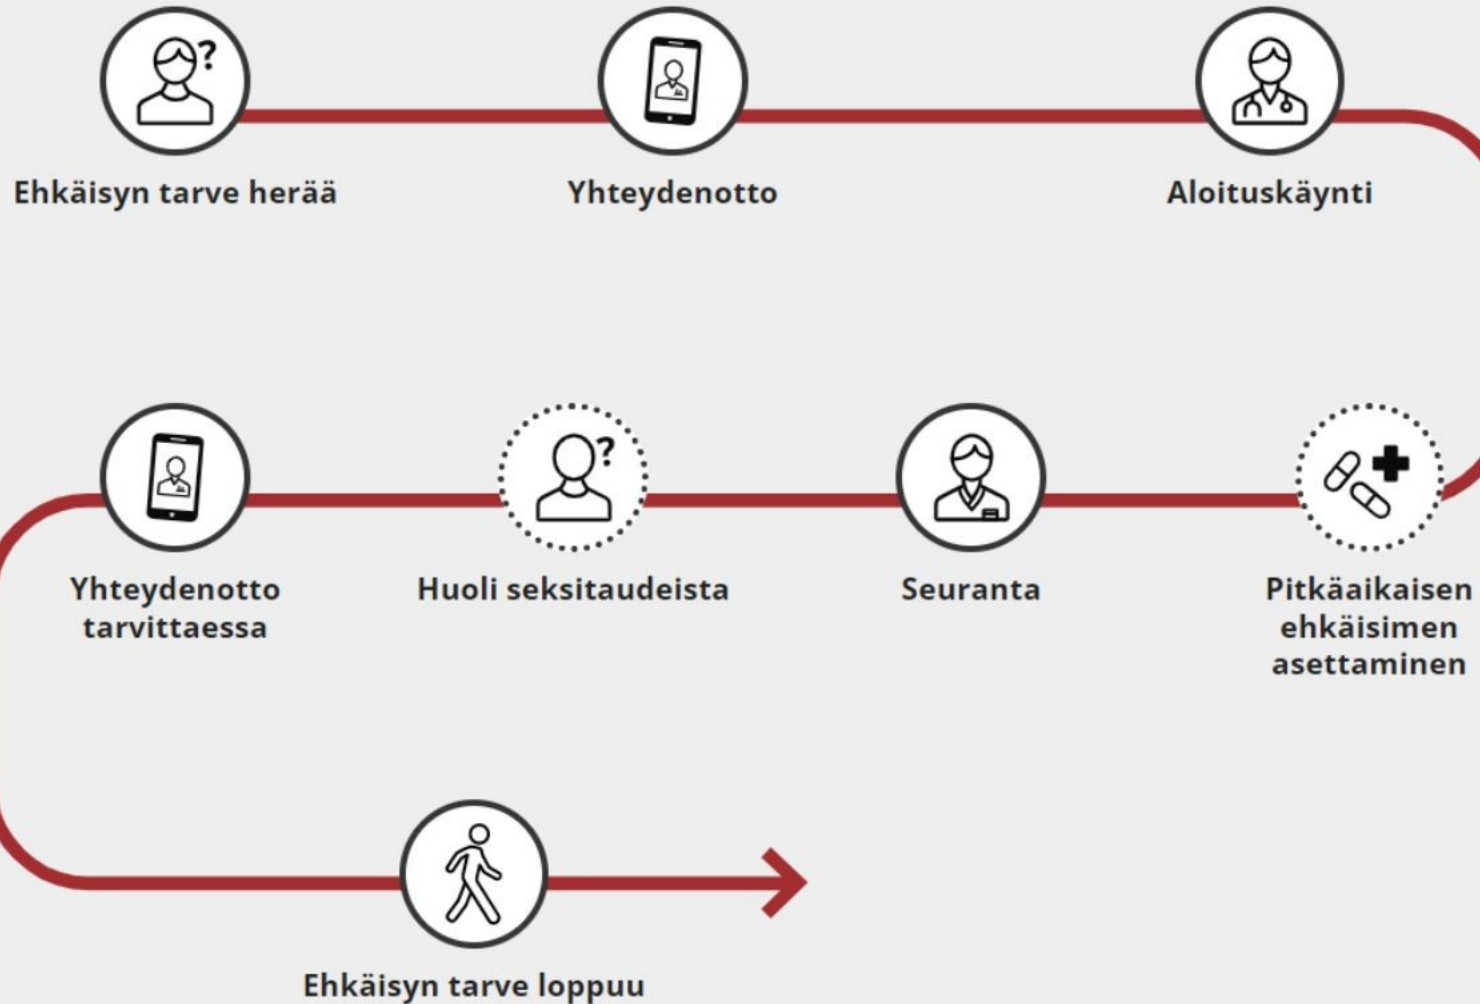 Ehkäisyn tarve herää
Yhteydenotto
Aloituskäynti
Pitkäaikaisen
ehkäisimen
asettaminen
Seuranta
Huoli seksitaudeista
Yhteydenotto
tarvittaessa
Ehkäisyn tarve loppuu